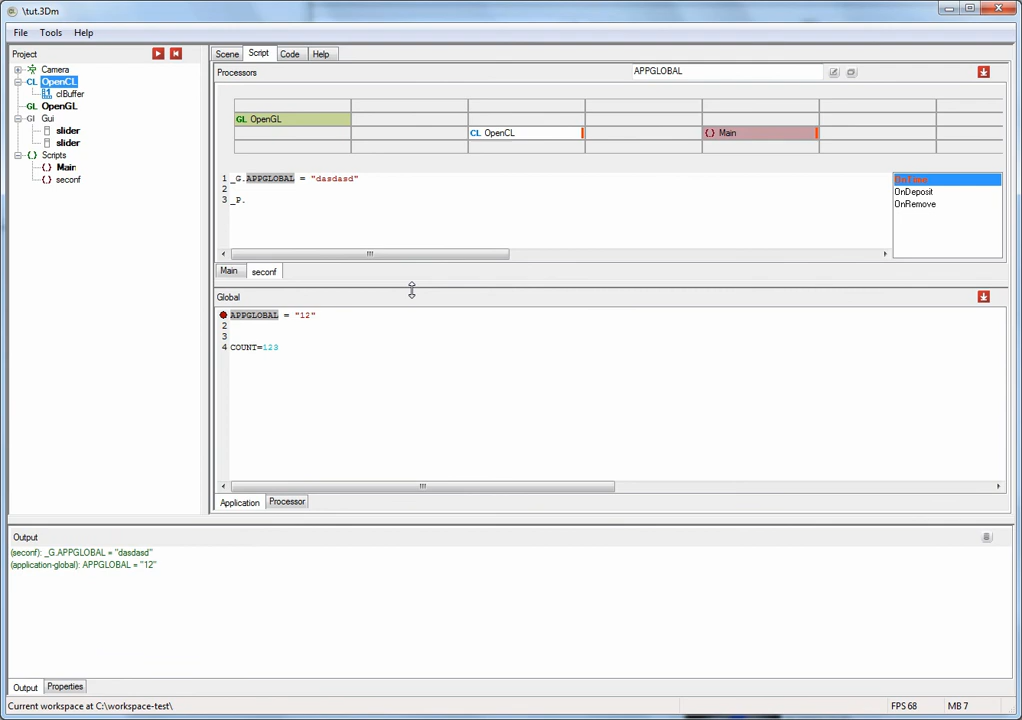 \tut.3Dm
File Tools Help
Project
Camera
CL OpenCL
clBuffer
GL OpenGL
Gui
slider
slider
{} Scripts
{} Main
{} seconf
Scene Script Code Help
Processors APPGLOBAL
GL OpenGL
CL OpenCL {} Main
1 _G.APPGLOBAL = "dasdasd"
2
3 _P.
OnTime
OnDeposit
OnRemove
Main seconf
Global
APPGLOBAL = "12"
2
3
4 COUNT=123
Application Processor
Output
(seconf): _G.APPGLOBAL = "dasdasd"
(application-global): APPGLOBAL = "12"
Output Properties
Current workspace at C:\workspace-test\ FPS 68 MB 7